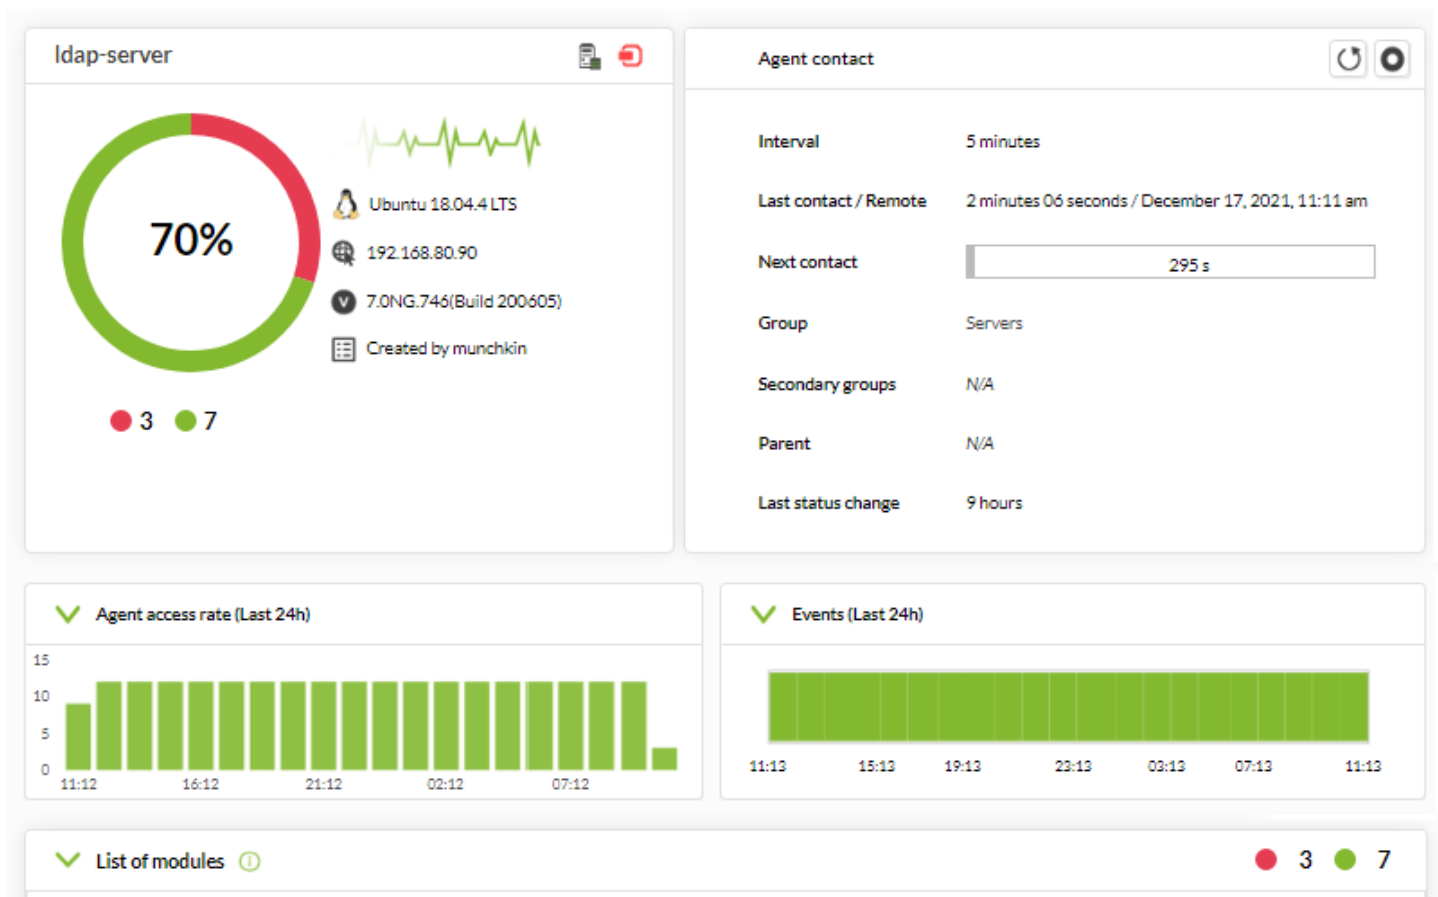 ldap-server
70%
Ubuntu 18.04.4 LTS
192.168.80.90
V
7.0NG.746(Build 200605)
Created by munchkin
3 7
Agent contact
Interval 5 minutes
Last contact / Remote 2 minutes 06 seconds / December 17, 2021, 11:11 am
Next contact 295 s
Group Servers
Secondary groups N/A
Parent N/A
Last status change 9 hours
Agent access rate (Last 24h)
15
10
5
0
11:12 16:12 21:12 02:12 07:12
Events (Last 24h)
11:13 15:13 19:13 23:13 03:13 07:13 11:13
List of modules 3 7